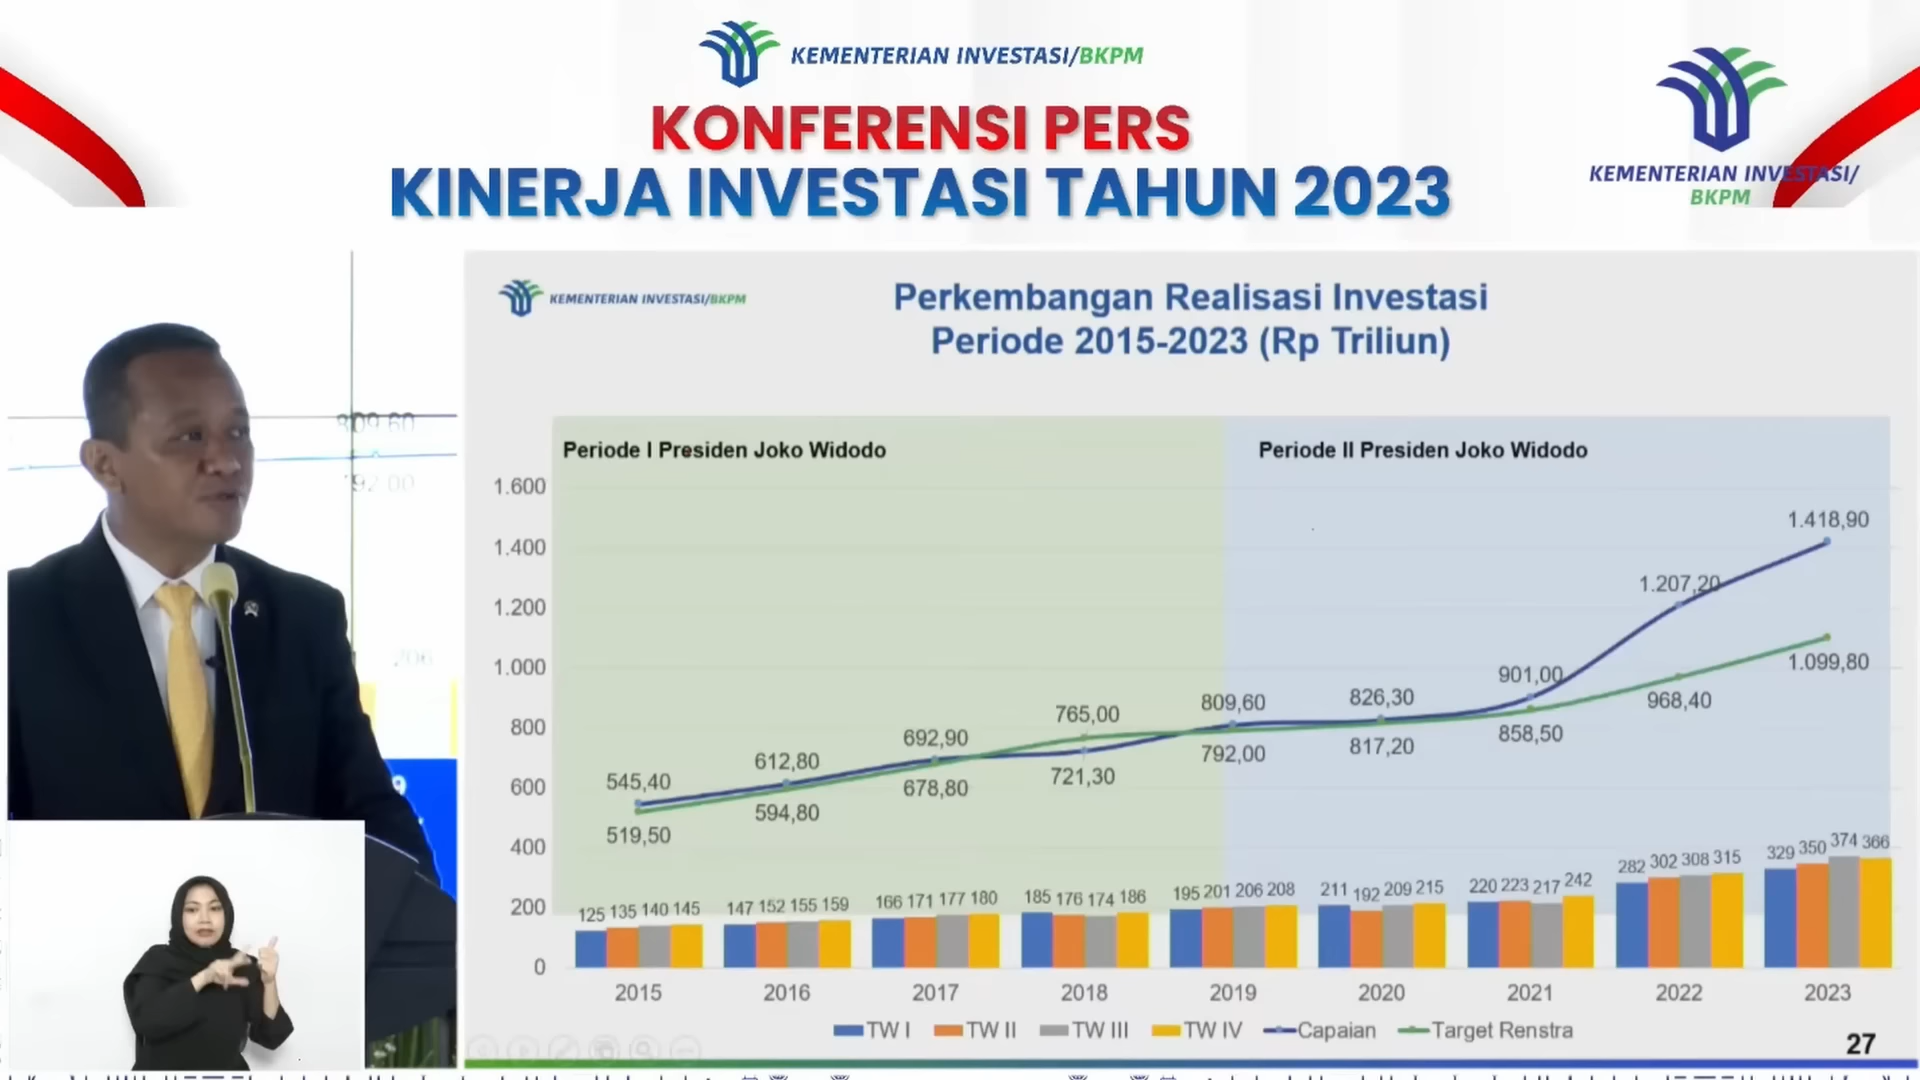 KEMENTERIAN INVESTASI/BKPM
KONFERENSI PERS
KINERJA INVESTASI TAHUN 2023
KEMENTERIAN INVESTASI/
BKPM
KEMENTERIAN INVESTASI/BKPM
Perkembangan Realisasi Investasi
Periode 2015-2023 (Rp Triliun)
Periode I Presiden Joko Widodo
Periode II Presiden Joko Widodo
1.600
1.400
1.200
1.000
800
600
400
200
0
545,40
612,80
692,90
765,00
809,60
826,30
901,00
1.207,20
1.418,90
519,50
594,80
678,80
721,30
792,00
817,20
858,50
968,40
1.099,80
125 135 140 145
147 152 155 159
166 171 177 180
185 176 174 186
195 201 206 208
211 192 209 215
220 223 217 242
282 302 308 315
329 350 374 366
2015 2016 2017 2018 2019 2020 2021 2022 2023
TW I TW II TW III TW IV Capaian Target Renstra
27
809.60
92.00
206
9